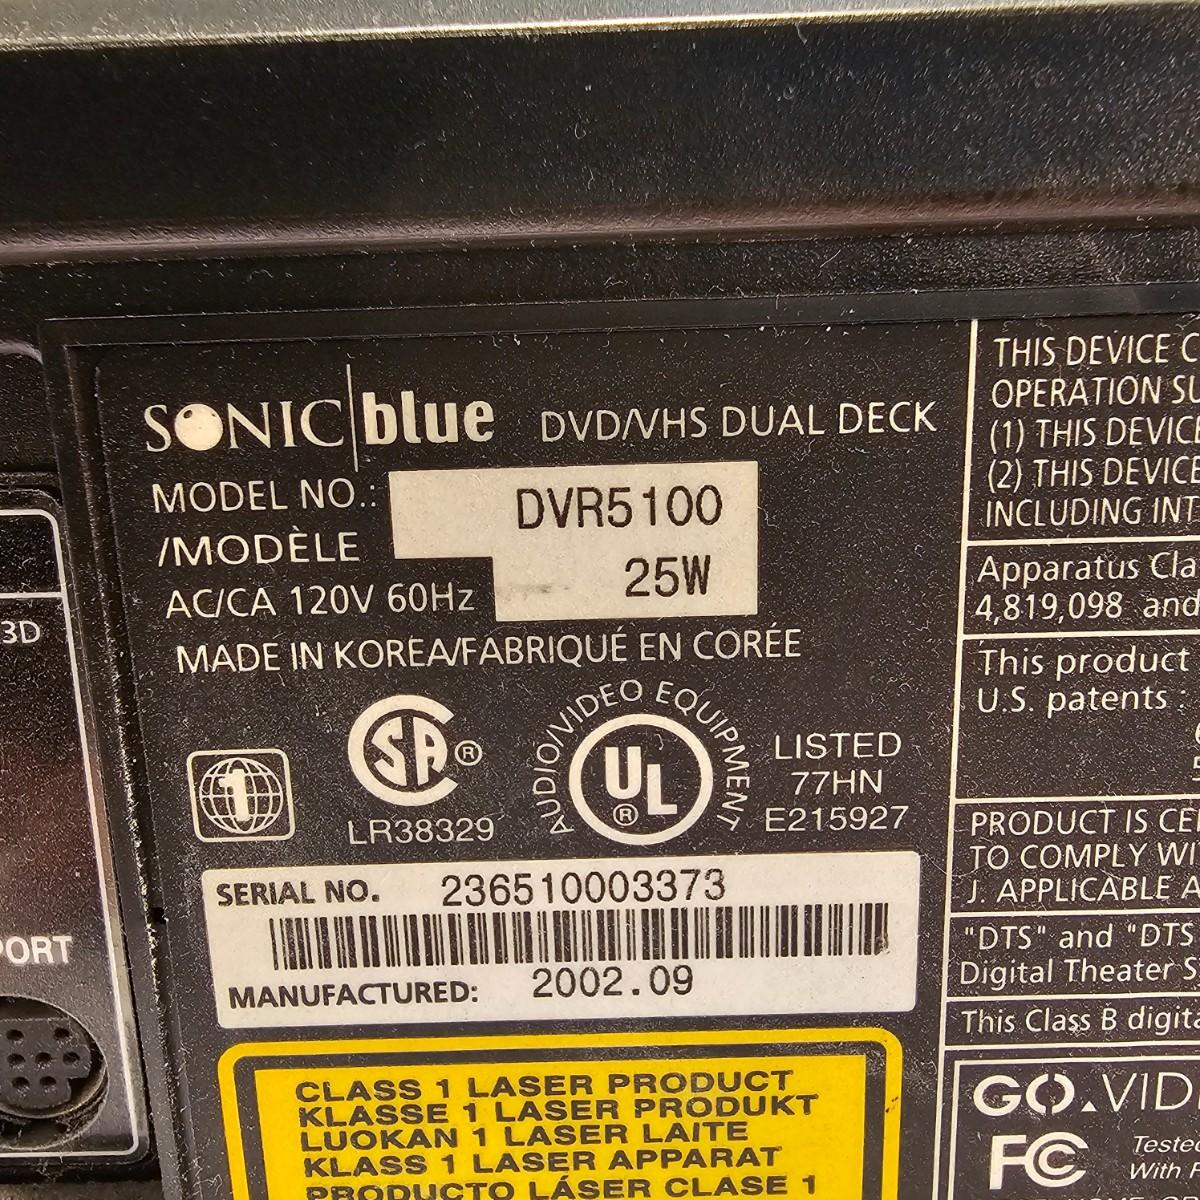 SONIC|blue DVD/VHS DUAL DECK
MODEL NO.: DVR5100
/MODÈLE
25W
AC/CA 120V 60Hz
MADE IN KOREA/FABRIQUÉ EN CORÉE
1
SA ®
LR38329
AUDIO/VIDEO EQUIPMENT
UL ®
LISTED
77HN
E215927
SERIAL NO. 236510003373
MANUFACTURED: 2002.09
CLASS 1 LASER PRODUCT
KLASSE 1 LASER PRODUKT
LUOKAN 1 LASER LAITE
KLASS 1 LASER APPARAT
PRODUCTO LÁSER CLASE 1
3D
PORT
THIS DEVICE C
OPERATION SU
(1) THIS DEVICE
(2) THIS DEVICE
INCLUDING INT
Apparatus Cla
4,819,098 and
This product
U.S. patents :
PRODUCT IS CE
TO COMPLY WI
J. APPLICABLE A
"DTS" and "DTS
Digital Theater S
This Class B digita
GO.VID
FC
Tested
With F